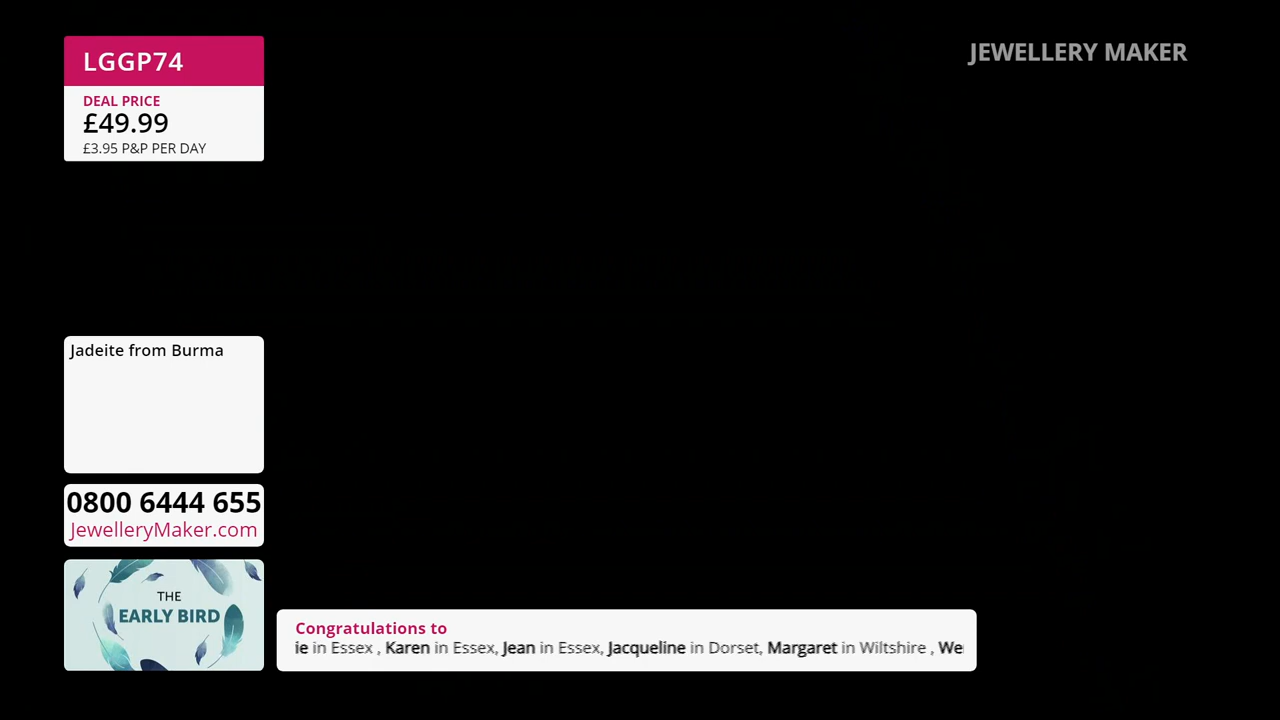 LGGP74
DEAL PRICE
£49.99
£3.95 P&P PER DAY
JEWELLERY MAKER
Jadeite from Burma
0800 6444 655
JewelleryMaker.com
THE
EARLY BIRD
Congratulations to
in Essex , Karen in Essex, Jean in Essex, Jacqueline in Dorset, Margaret in Wiltshire ,